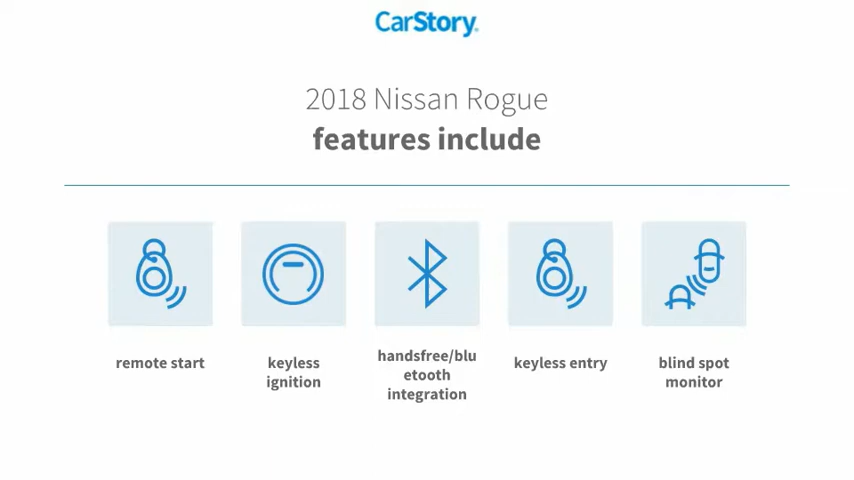 CarStory.
2018 Nissan Rogue
features include
remote start
keyless
ignition
handsfree/blu
etooth
integration
keyless entry
blind spot
monitor